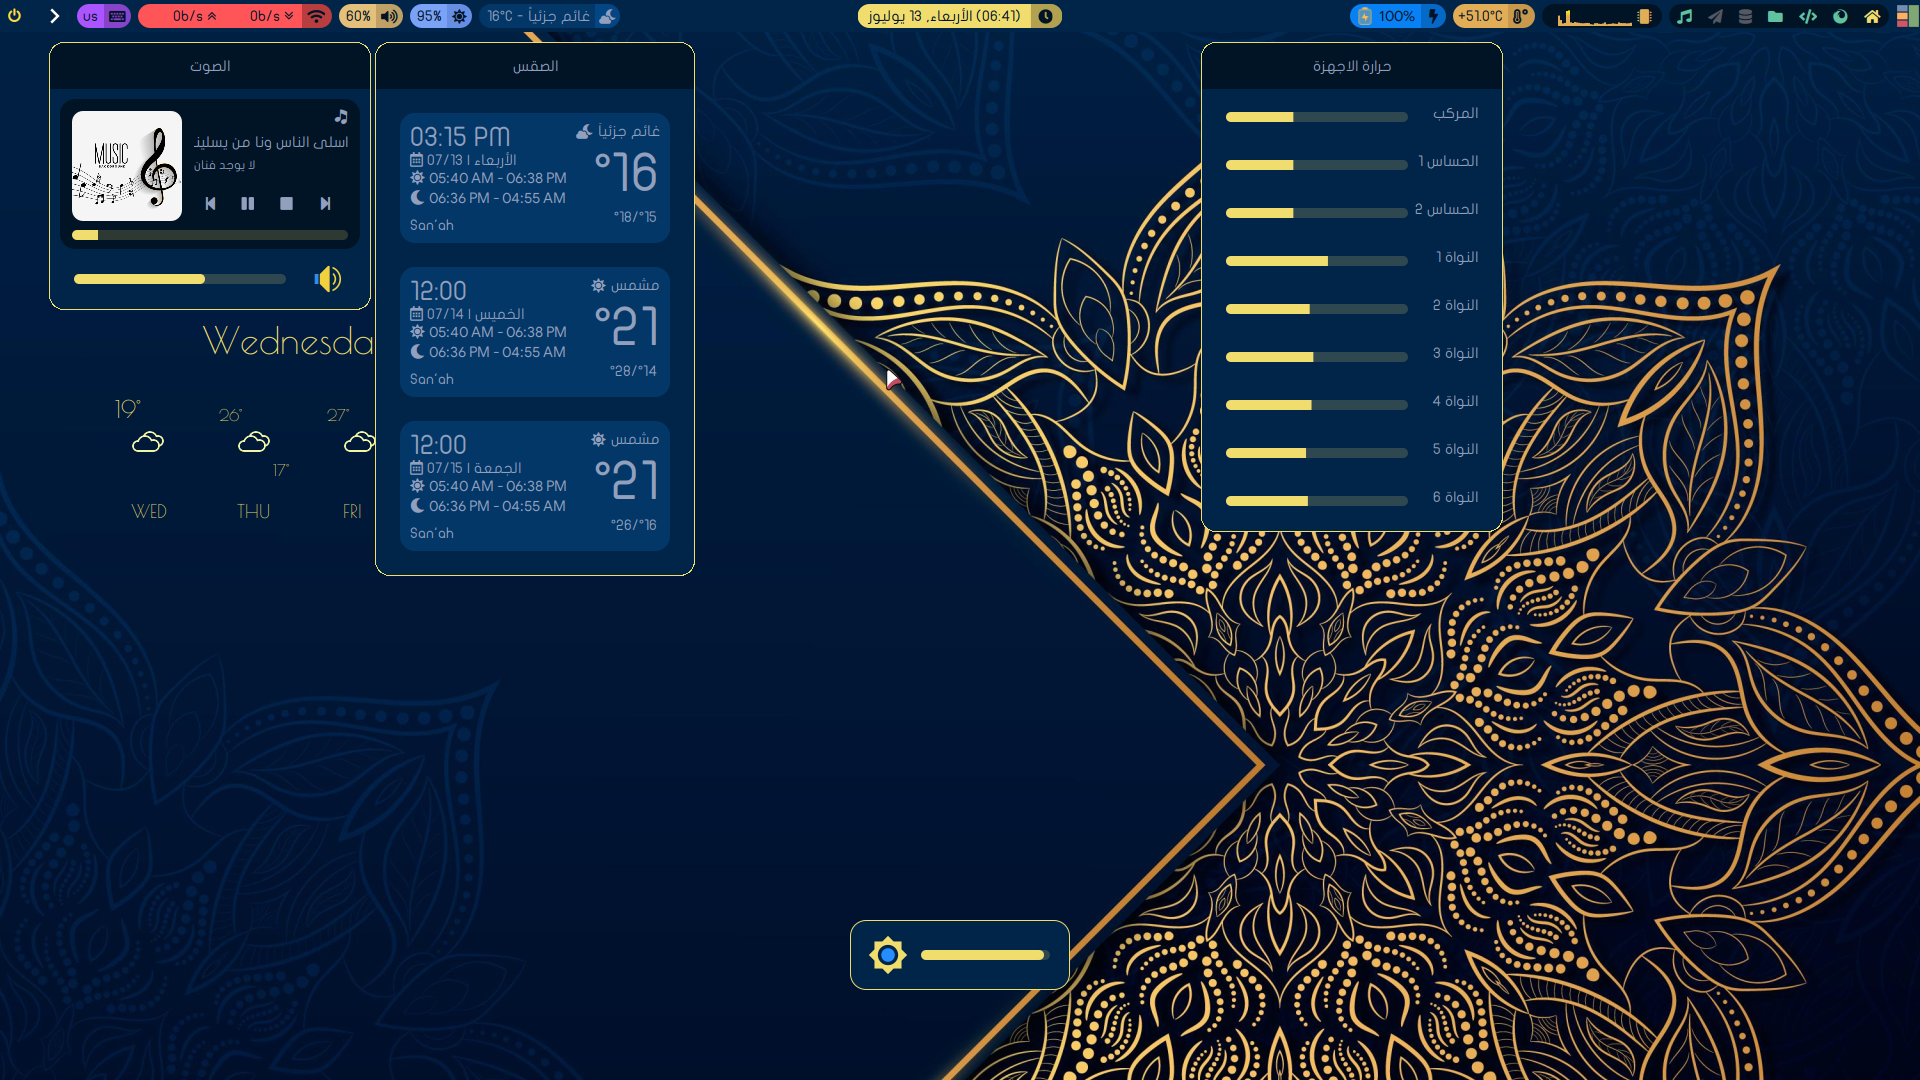 us
0b/s 0b/s
60%
95%
16°C - غائم جزئياً
(06:41) الأربعاء, 13 يوليوز
100%
+51.0°C
الصوت
اسلى الناس ونا من يسلين
لا يوجد فنان
MUSIC
Wednesda
19°
26°
27°
17°
WED
THU
FRI
الصقس
03:15 PM
غائم جزئياً
07/13 | الأربعاء
°16
05:40 AM - 06:38 PM
06:36 PM - 04:55 AM
°18/°15
San'ah
12:00
مشمس
07/14 | الخميس
°21
05:40 AM - 06:38 PM
06:36 PM - 04:55 AM
°28/°14
San'ah
12:00
مشمس
07/15 | الجمعة
°21
05:40 AM - 06:38 PM
06:36 PM - 04:55 AM
°26/°16
San'ah
حرارة الاجهزة
المركب
الحساس 1
الحساس 2
النواة 1
النواة 2
النواة 3
النواة 4
النواة 5
النواة 6